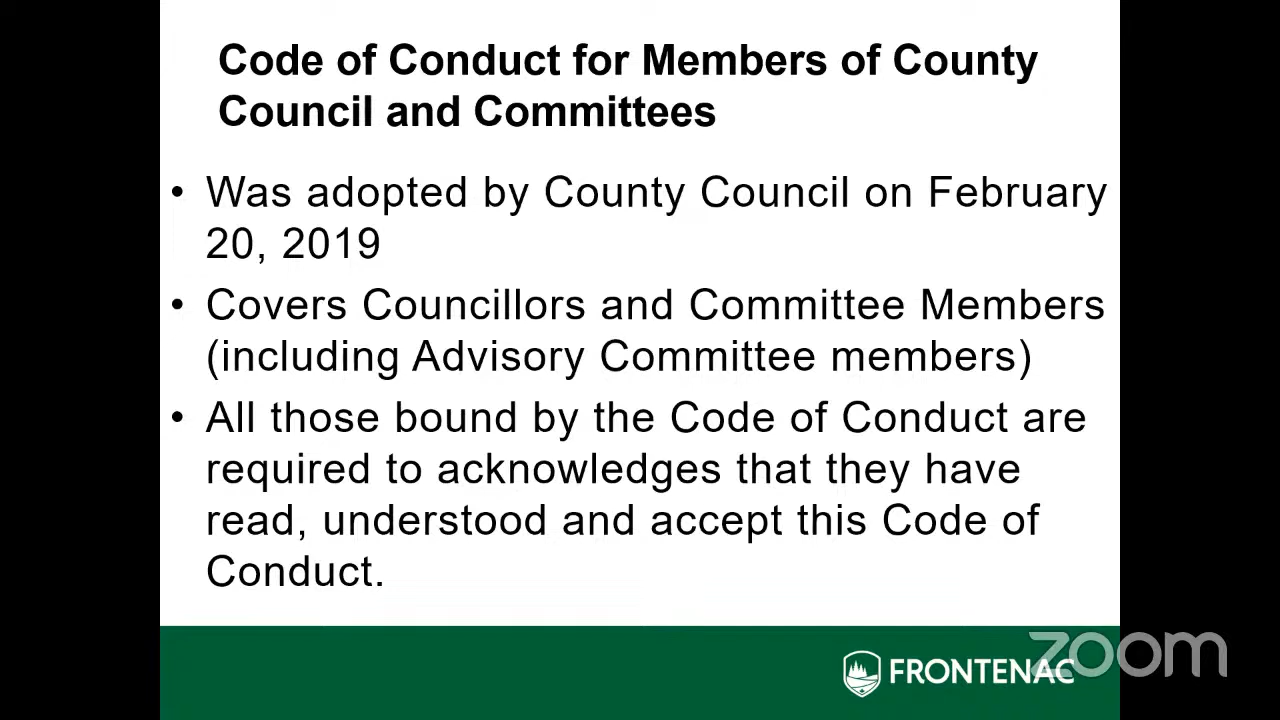 Code of Conduct for Members of County
Council and Committees
• Was adopted by County Council on February
20, 2019
• Covers Councillors and Committee Members
(including Advisory Committee members)
• All those bound by the Code of Conduct are
required to acknowledges that they have
read, understood and accept this Code of
Conduct.
FRONTENAC
zoom